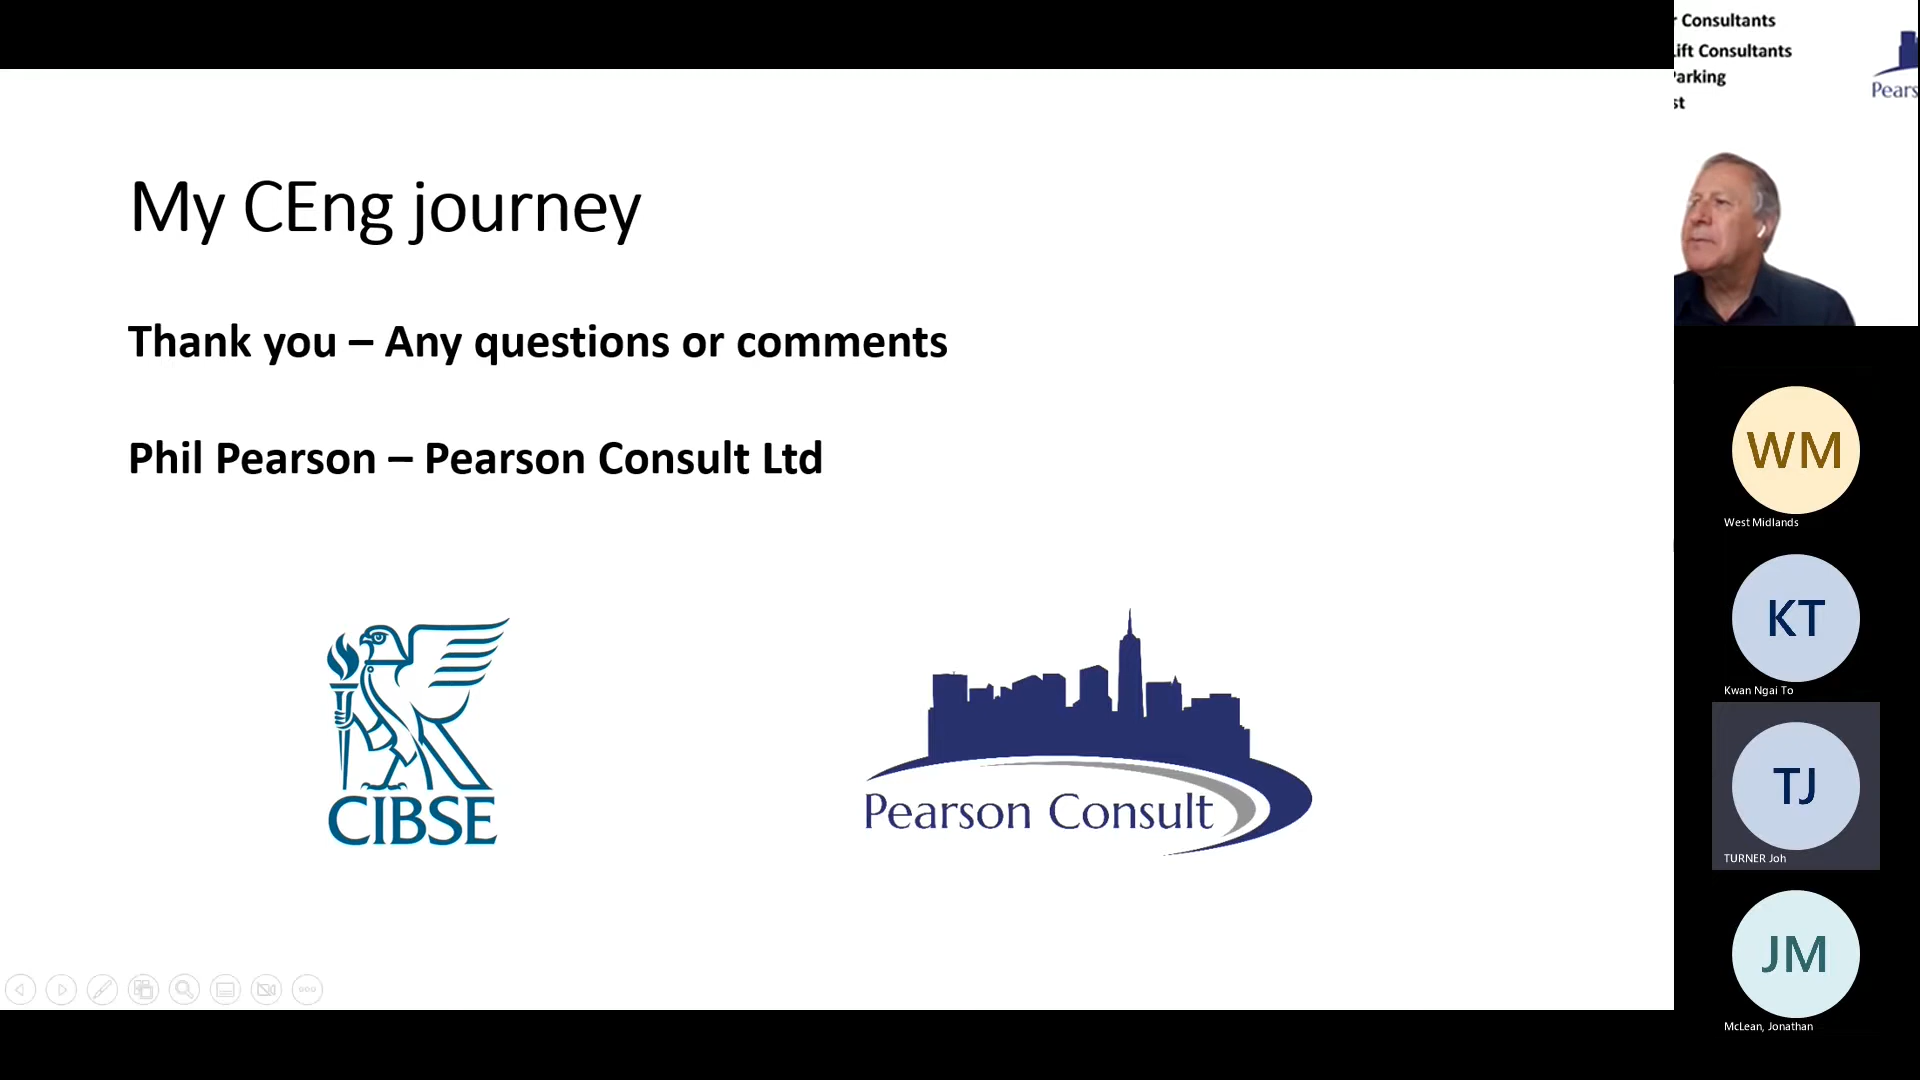 My CEng journey
Thank you – Any questions or comments
Phil Pearson – Pearson Consult Ltd
CIBSE
Pearson Consult
Consultants
Lift Consultants
Parking
Pears
WM
West Midlands
KT
Kwan Ngai To
TJ
TURNER Joh
JM
McLean, Jonathan